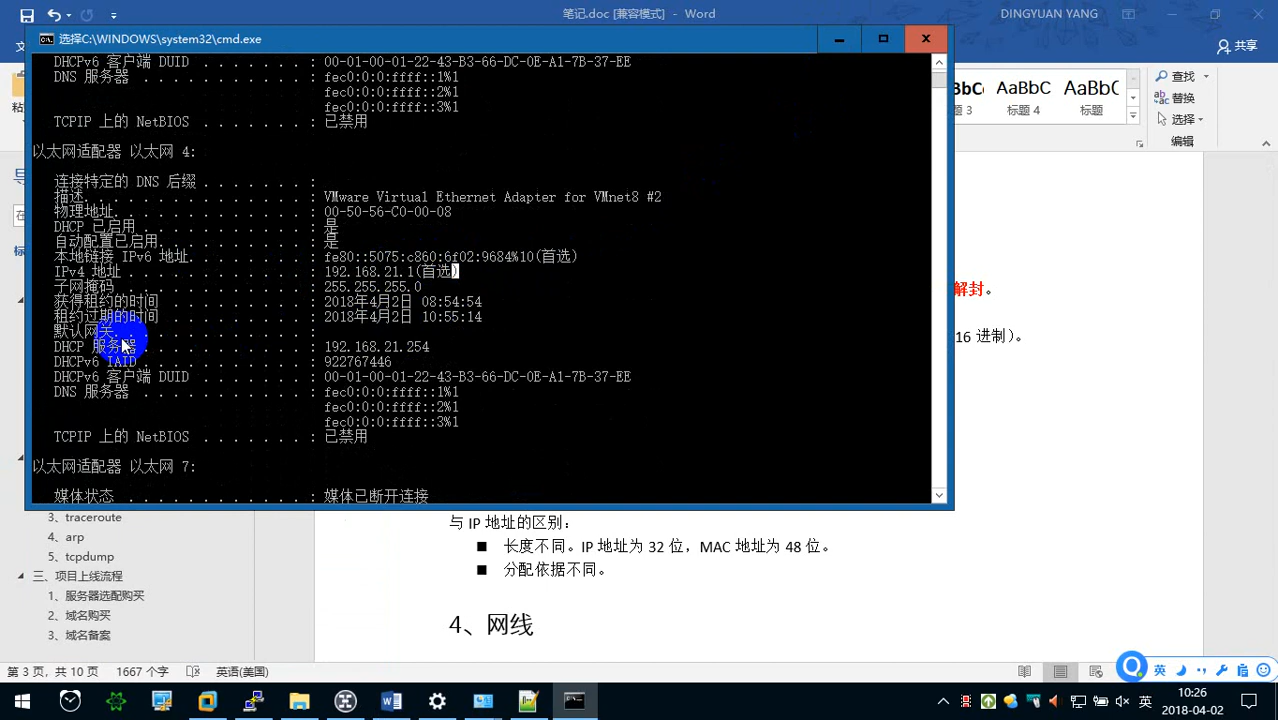 笔记.doc [兼容模式] - Word
DINGYUAN YANG
共享
选择C:\WINDOWS\system32\cmd.exe
DHCPv6 客户端 DUID . . . . . . . : 00-01-00-01-22-43-B3-66-DC-0E-A1-7B-37-EE
DNS 服务器 . . . . . . . . . . . : fec0:0:0:ffff::1%1
fec0:0:0:ffff::2%1
fec0:0:0:ffff::3%1
TCPIP 上的 NetBIOS . . . . . . . : 已禁用
以太网适配器 以太网 4:
连接特定的 DNS 后缀 . . . . . . . :
描述. . . . . . . . . . . . . . . : VMware Virtual Ethernet Adapter for VMnet8 #2
物理地址. . . . . . . . . . . . . : 00-50-56-C0-00-08
DHCP 已启用 . . . . . . . . . . . : 是
自动配置已启用. . . . . . . . . . : 是
本地链接 IPv6 地址. . . . . . . . : fe80::5075:c860:6f02:9684%10(首选)
IPv4 地址 . . . . . . . . . . . . : 192.168.21.1(首选)
子网掩码 . . . . . . . . . . . . : 255.255.255.0
获得租约的时间 . . . . . . . . . : 2018年4月2日 08:54:54
租约过期的时间 . . . . . . . . . : 2018年4月2日 10:55:14
默认网关. . . . . . . . . . . . . :
DHCP 服务器 . . . . . . . . . . . : 192.168.21.254
DHCPv6 IAID . . . . . . . . . . . : 922767446
DHCPv6 客户端 DUID . . . . . . . : 00-01-00-01-22-43-B3-66-DC-0E-A1-7B-37-EE
DNS 服务器 . . . . . . . . . . . : fec0:0:0:ffff::1%1
fec0:0:0:ffff::2%1
fec0:0:0:ffff::3%1
TCPIP 上的 NetBIOS . . . . . . . : 已禁用
以太网适配器 以太网 7:
媒体状态 . . . . . . . . . . . . : 媒体已断开连接
AaBbC
AaBb(
标题 4
标题
查找
替换
选择
编辑
解封。
16 进制）。
与 IP 地址的区别：
■ 长度不同。IP 地址为 32 位，MAC 地址为 48 位。
■ 分配依据不同。
4、网线
3、traceroute
4、arp
5、tcpdump
三、项目上线流程
1、服务器选配购买
2、域名购买
3、域名备案
第 3 页，共 10 页
1667 个字
英语(美国)
英
英
10:26
2018-04-02